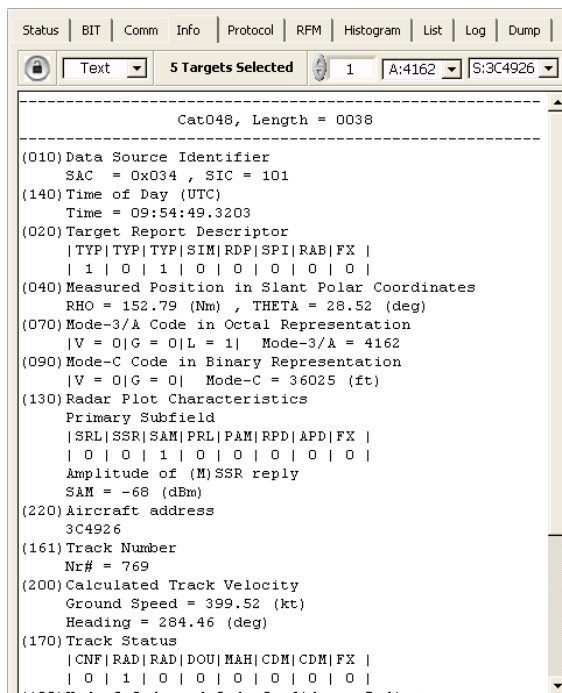 Status BIT Comm Info Protocol RFM Histogram List Log Dump
Text 5 Targets Selected 1 A:4162 S:3C4926
------------------------------------------------------------
Cat048, Length = 0038
------------------------------------------------------------
(010)Data Source Identifier
SAC = 0x034 , SIC = 101
(140)Time of Day (UTC)
Time = 09:54:49.3203
(020)Target Report Descriptor
|TYP|TYP|TYP|SIM|RDP|SPI|RAB|FX |
| 1 | 0 | 1 | 0 | 0 | 0 | 0 | 0 |
(040)Measured Position in Slant Polar Coordinates
RHO = 152.79 (Nm) , THETA = 28.52 (deg)
(070)Mode-3/A Code in Octal Representation
|V = 0|G = 0|L = 1| Mode-3/A = 4162
(090)Mode-C Code in Binary Representation
|V = 0|G = 0| Mode-C = 36025 (ft)
(130)Radar Plot Characteristics
Primary Subfield
|SRL|SSR|SAM|PRL|PAM|RPD|APD|FX |
| 0 | 0 | 1 | 0 | 0 | 0 | 0 | 0 |
Amplitude of (M)SSR reply
SAM = -68 (dBm)
(220)Aircraft address
3C4926
(161)Track Number
Nr# = 769
(200)Calculated Track Velocity
Ground Speed = 399.52 (kt)
Heading = 284.46 (deg)
(170)Track Status
|CNF|RAD|RAD|DOU|MAH|CDM|CDM|FX |
| 0 | 1 | 0 | 0 | 0 | 0 | 0 | 0 |